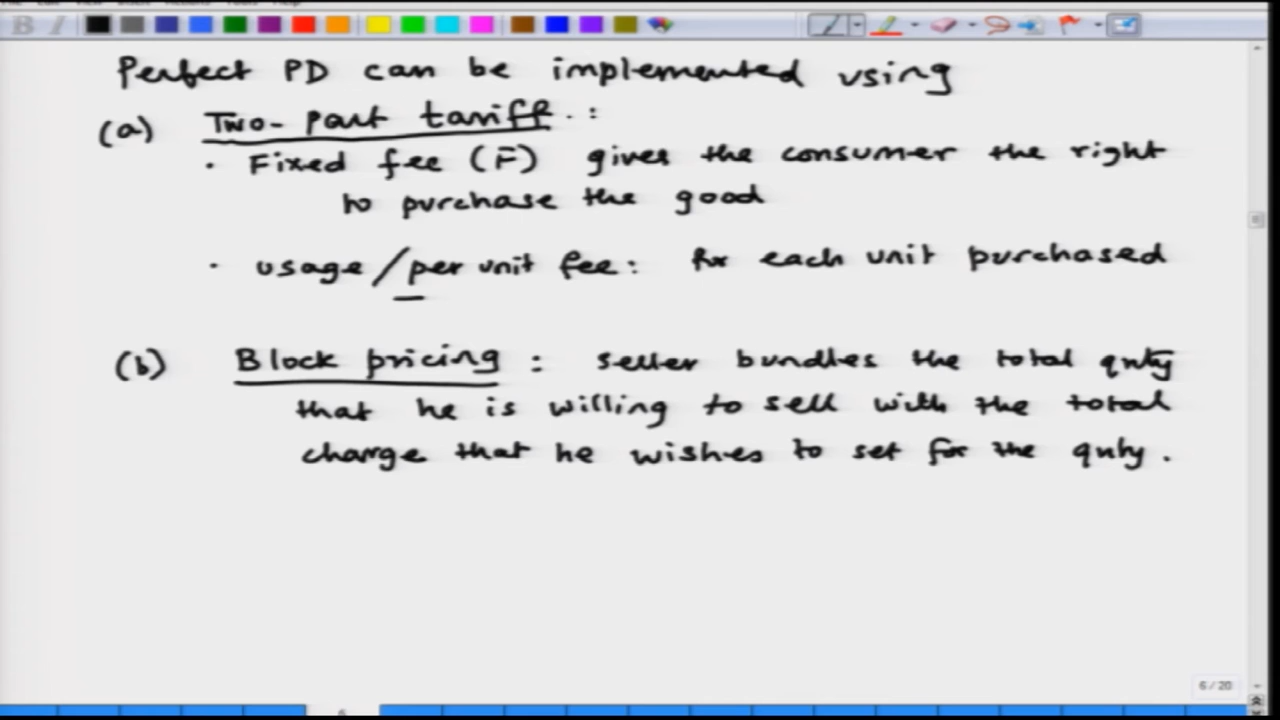 Perfect PD can be implemented using
(a) Two-part tariff :
• Fixed fee (F) gives the consumer the right
to purchase the good
• usage/per unit fee: for each unit purchased
(b) Block pricing : seller bundles the total qnty
that he is willing to sell with the total
charge that he wishes to set for the qnty.
6/20
6